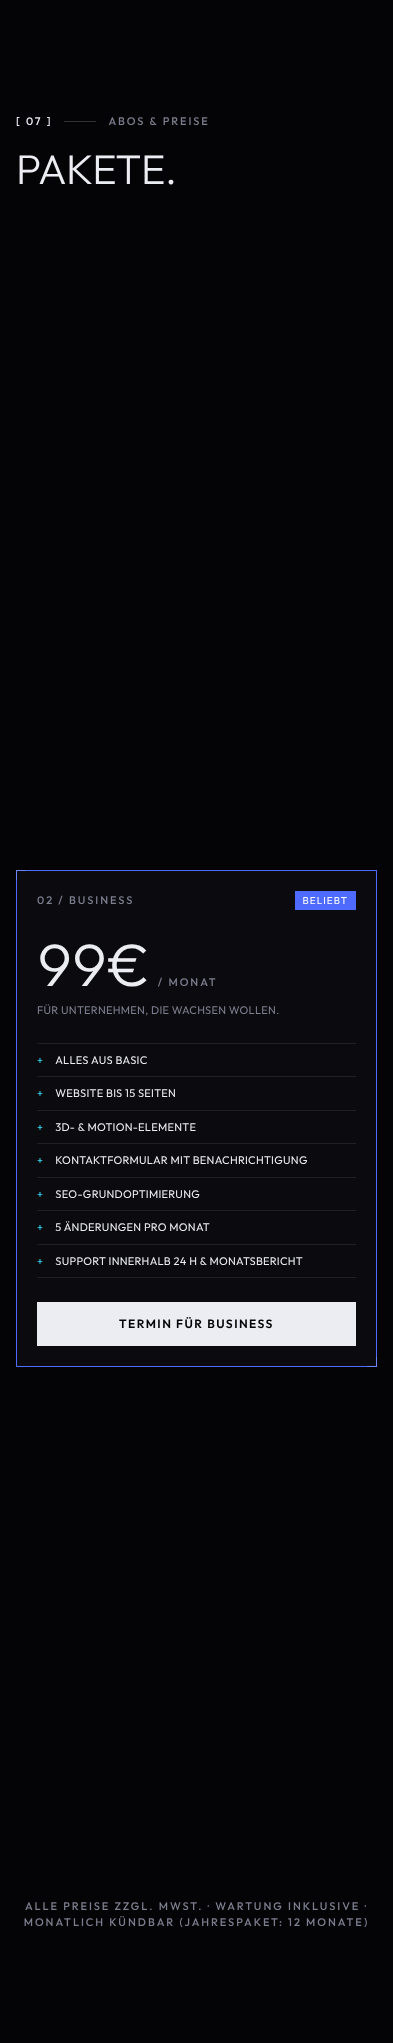 [ 07 ] ABOS & PREISE
PAKETE.
02 / BUSINESS BELIEBT
99€ / MONAT
FÜR UNTERNEHMEN, DIE WACHSEN WOLLEN.
+ ALLES AUS BASIC
+ WEBSITE BIS 15 SEITEN
+ 3D- & MOTION-ELEMENTE
+ KONTAKTFORMULAR MIT BENACHRICHTIGUNG
+ SEO-GRUNDOPTIMIERUNG
+ 5 ÄNDERUNGEN PRO MONAT
+ SUPPORT INNERHALB 24 H & MONATSBERICHT
TERMIN FÜR BUSINESS
ALLE PREISE ZZGL. MWST. · WARTUNG INKLUSIVE ·
MONATLICH KÜNDBAR (JAHRESPAKET: 12 MONATE)